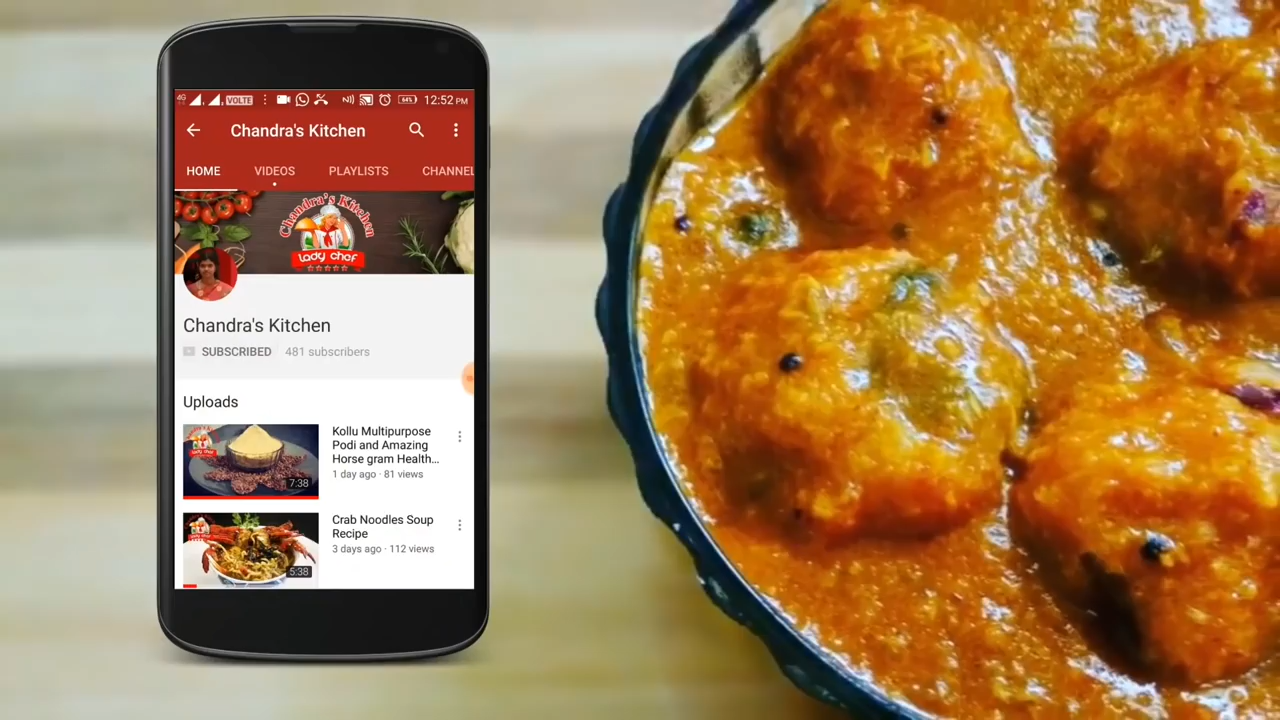 4G VOLTE 64% 12:52 PM
Chandra's Kitchen
HOME VIDEOS PLAYLISTS CHANNEL
Chandra's Kitchen
Lady chef
Chandra's Kitchen
SUBSCRIBED 481 subscribers
Uploads
Kollu Multipurpose
Podi and Amazing
Horse gram Health...
1 day ago · 81 views
7:38
Crab Noodles Soup
Recipe
3 days ago · 112 views
5:38